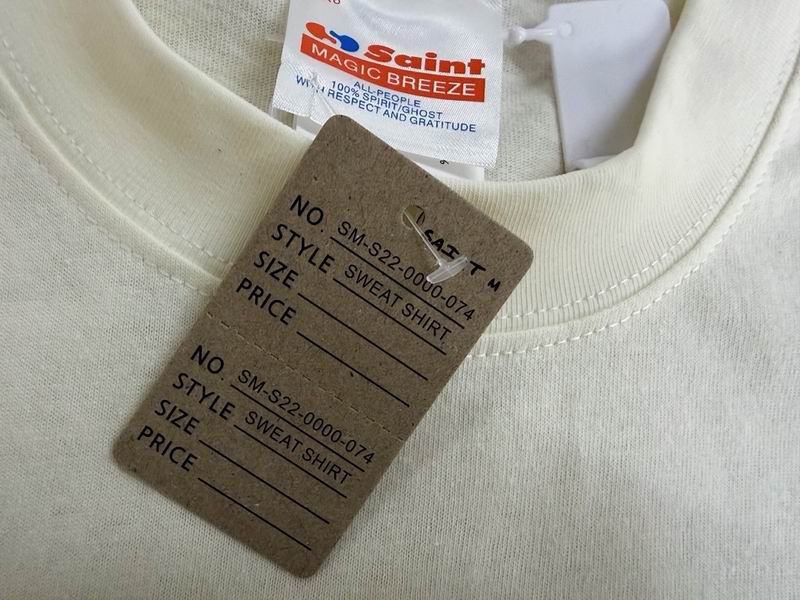 Saint
MAGIC BREEZE
ALL-PEOPLE
100% SPIRIT/GHOST
WITH RESPECT AND GRATITUDE
NO. SM-S22-0000-074
STYLE SWEAT SHIRT
SIZE
PRICE
NO. SM-S22-0000-074
STYLE SWEAT SHIRT
SIZE
PRICE